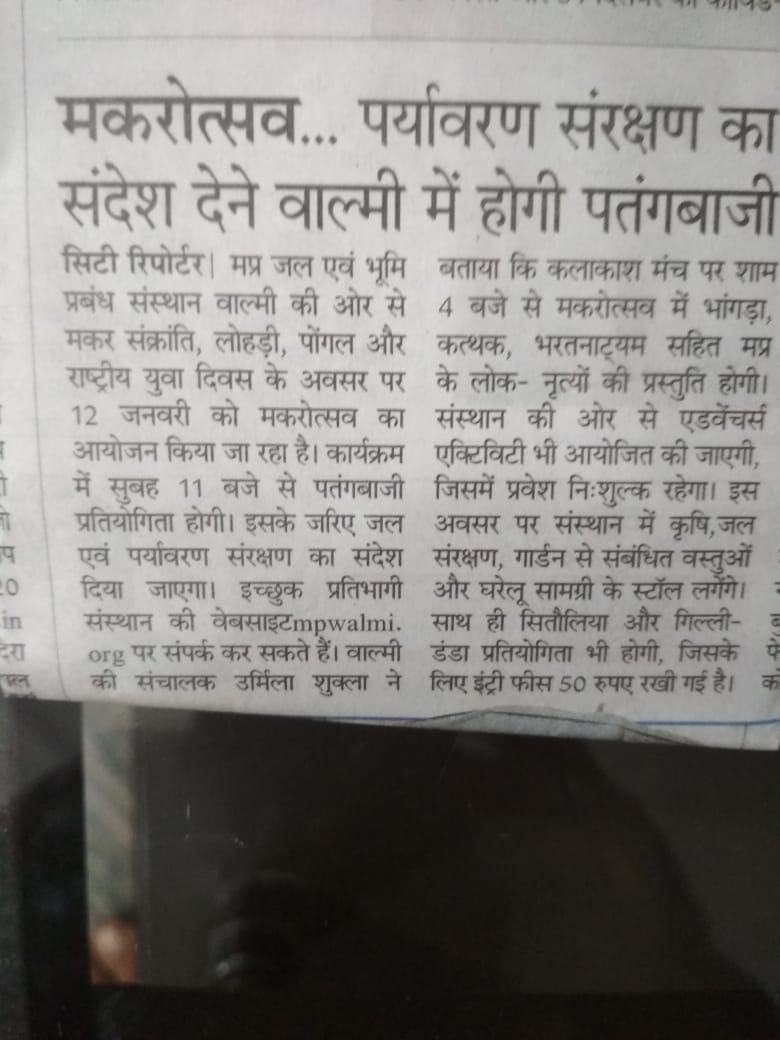 मकरोत्सव... पर्यावरण संरक्षण का
संदेश देने वाल्मी में होगी पतंगबाजी
सिटी रिपोर्टर| मप्र जल एवं भूमि
प्रबंध संस्थान वाल्मी की ओर से
मकर संक्रांति, लोहड़ी, पोंगल और
राष्ट्रीय युवा दिवस के अवसर पर
12 जनवरी को मकरोत्सव का
आयोजन किया जा रहा है। कार्यक्रम
में सुबह 11 बजे से पतंगबाजी
प्रतियोगिता होगी। इसके जरिए जल
एवं पर्यावरण संरक्षण का संदेश
दिया जाएगा। इच्छुक प्रतिभागी
संस्थान की वेबसाइटmpwalmi.
org पर संपर्क कर सकते हैं। वाल्मी
की संचालक उर्मिला शुक्ला ने
बताया कि कलाकाश मंच पर शाम
4 बजे से मकरोत्सव में भांगड़ा,
कत्थक, भरतनाट्यम सहित मप्र
के लोक- नृत्यों की प्रस्तुति होगी।
संस्थान की ओर से एडवेंचर्स
एक्टिविटी भी आयोजित की जाएगी,
जिसमें प्रवेश निःशुल्क रहेगा। इस
अवसर पर संस्थान में कृषि,जल
संरक्षण, गार्डन से संबंधित वस्तुओं
और घरेलू सामग्री के स्टॉल लगेंगे।
साथ ही सितौलिया और गिल्ली-
डंडा प्रतियोगिता भी होगी, जिसके
लिए इंट्री फीस 50 रुपए रखी गई है।